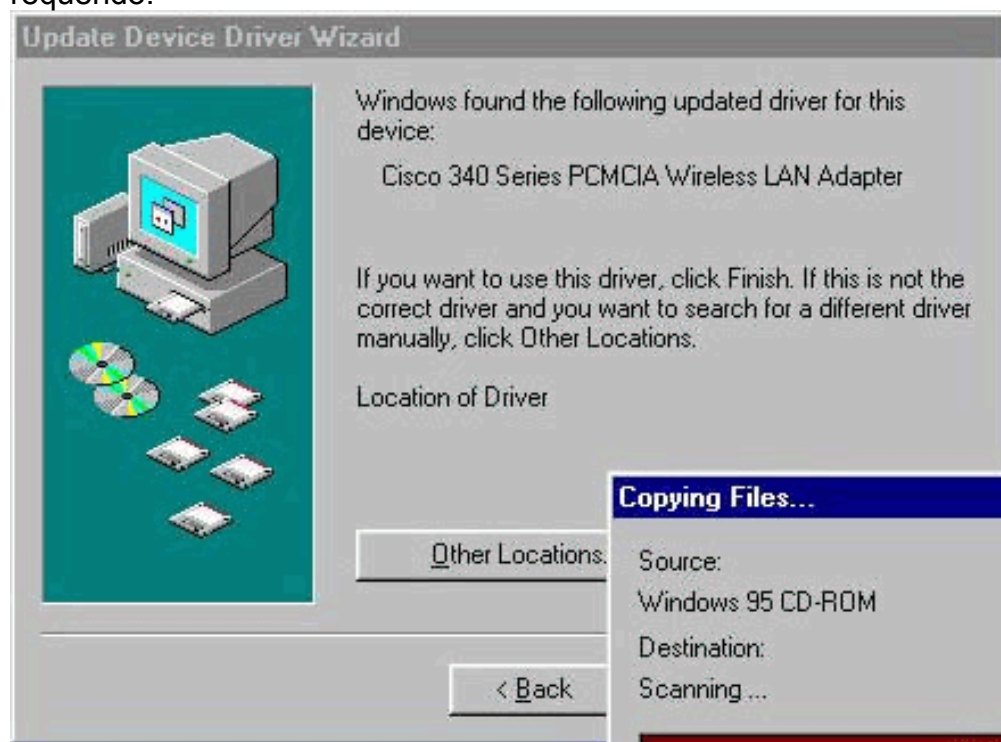 Update Device Driver Wizard
Windows found the following updated driver for this
device:
Cisco 340 Series PCMCIA Wireless LAN Adapter
If you want to use this driver, click Finish. If this is not the
correct driver and you want to search for a different driver
manually, click Other Locations.
Location of Driver
Other Locations.
< Back
Copying Files...
Source:
Windows 95 CD-ROM
Destination:
Scanning ...